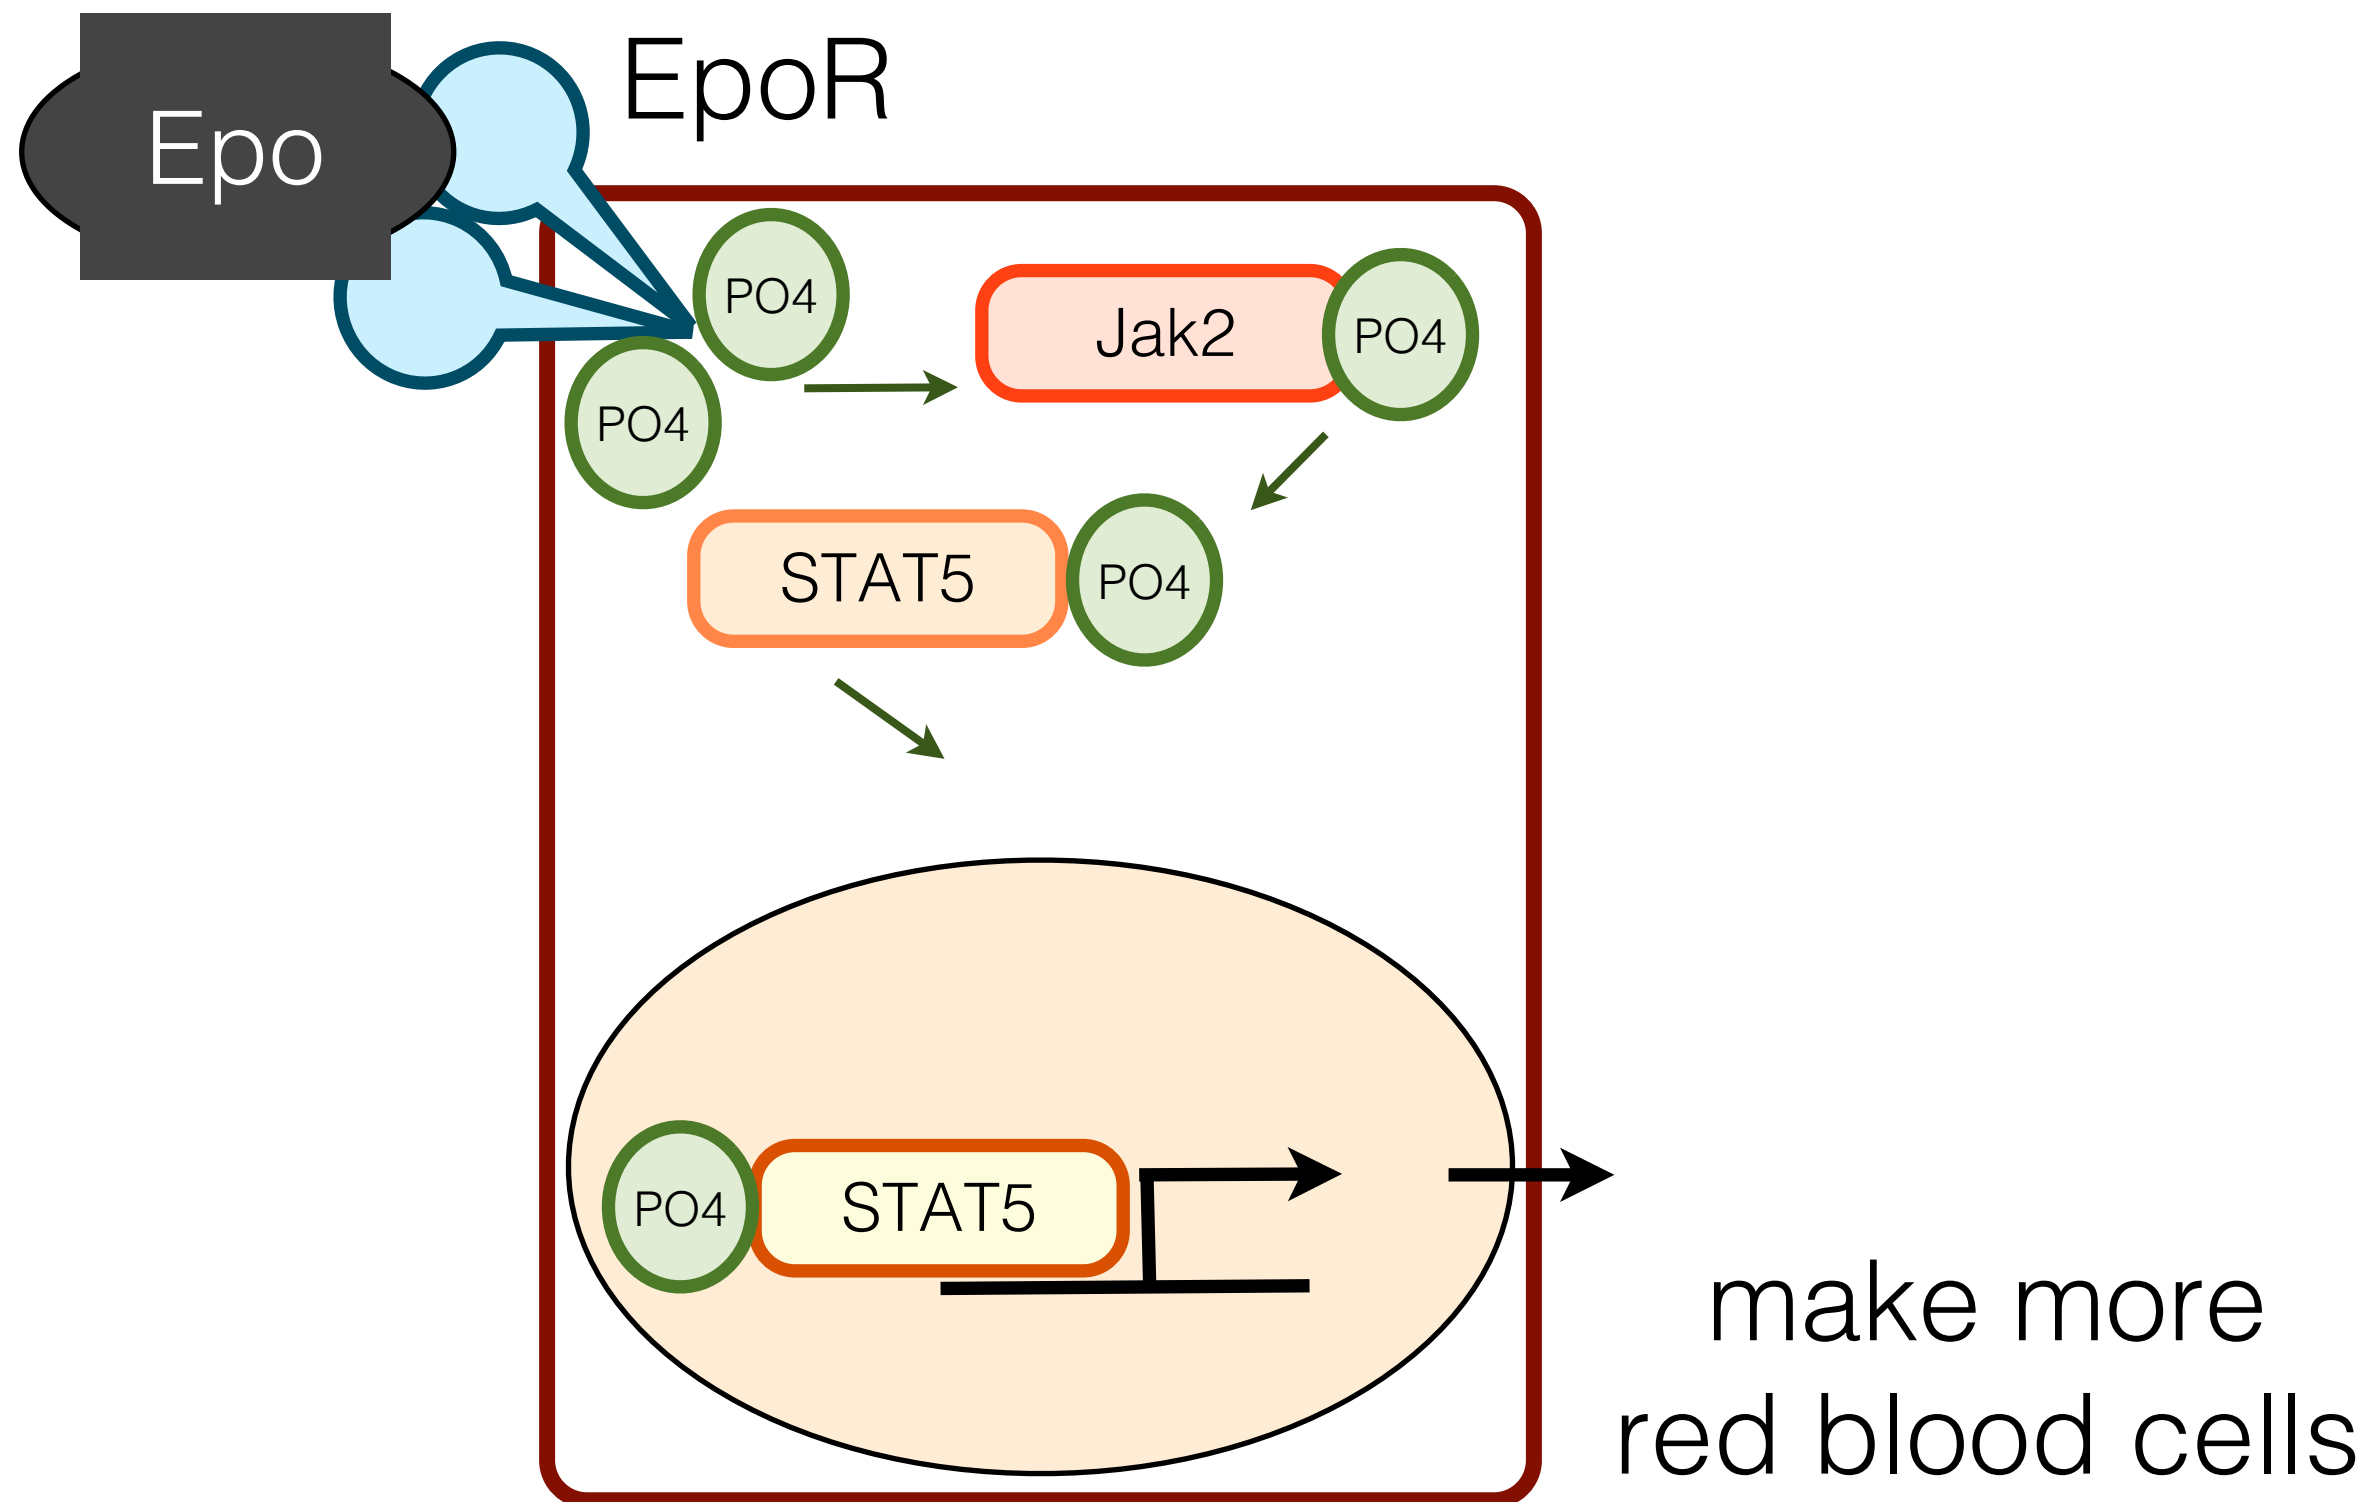 EpoR
Epo
PO4
Jak2
PO4
PO4
STAT5
PO4
PO4
STAT5
make more
red blood cells